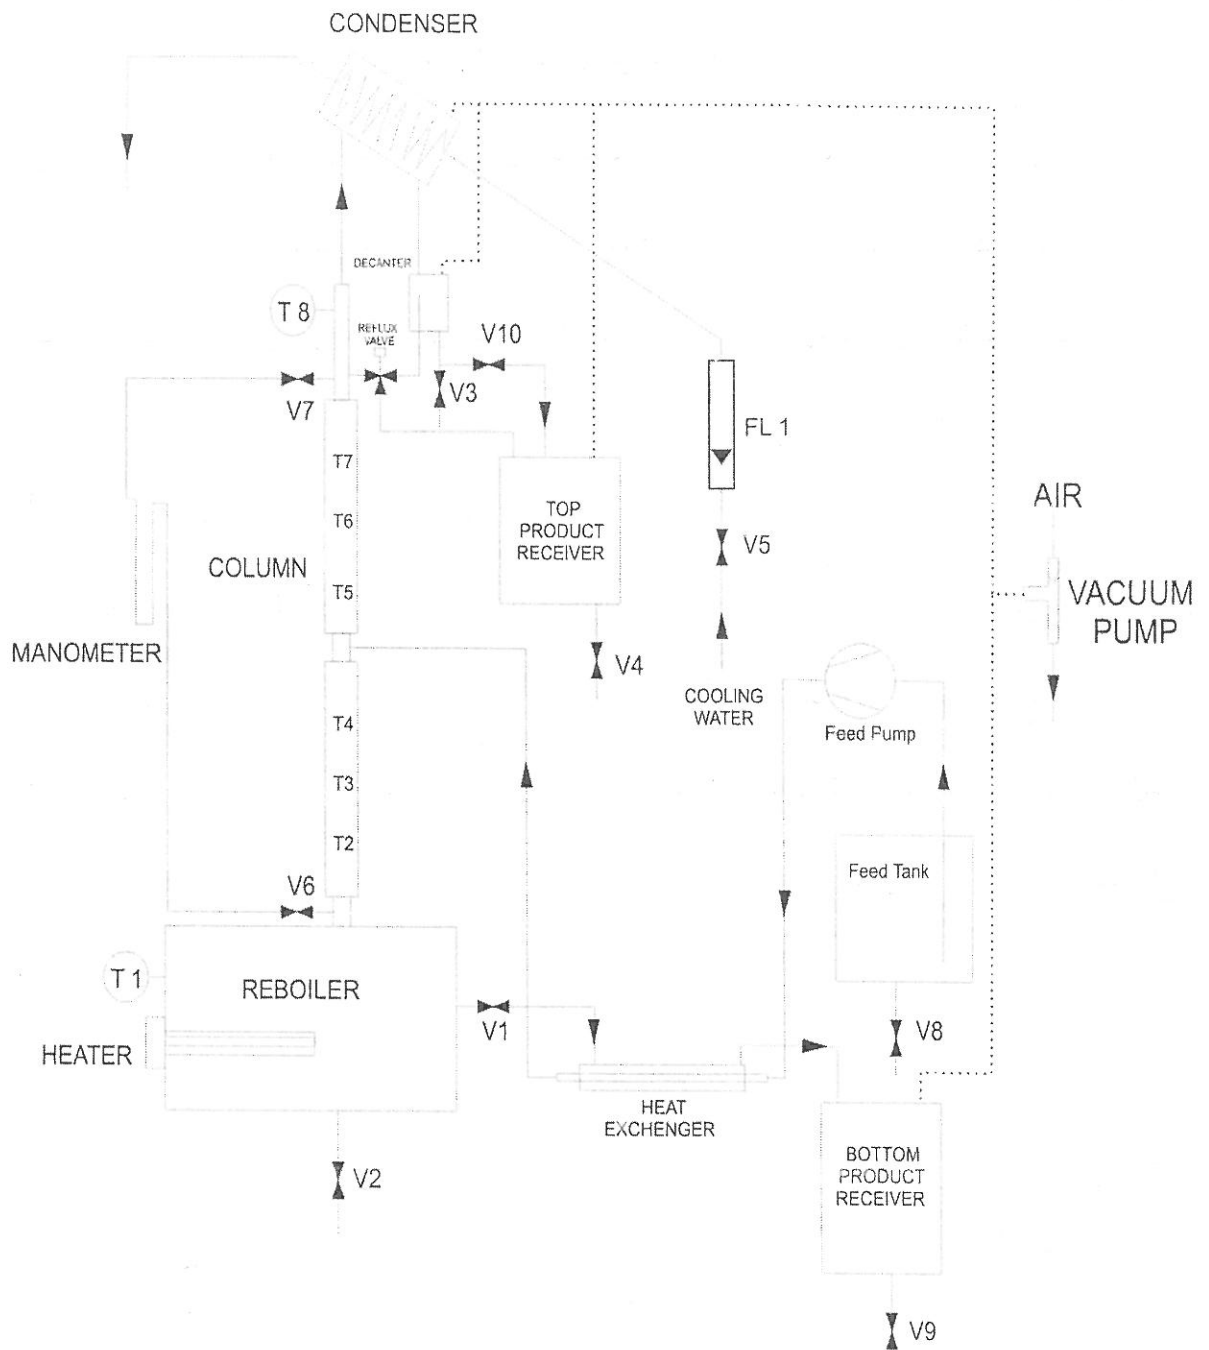 CONDENSER
DECANTER
T 8
REFLUX
VALVE
V10
V7
V3
FL 1
T7
AIR
TOP
PRODUCT
RECEIVER
T6
V5
COLUMN
T5
VACUUM
PUMP
MANOMETER
V4
COOLING
WATER
T4
Feed Pump
T3
T2
Feed Tank
V6
T 1
REBOILER
V1
V8
HEATER
HEAT
EXCHENGER
BOTTOM
PRODUCT
RECEIVER
V2
V9